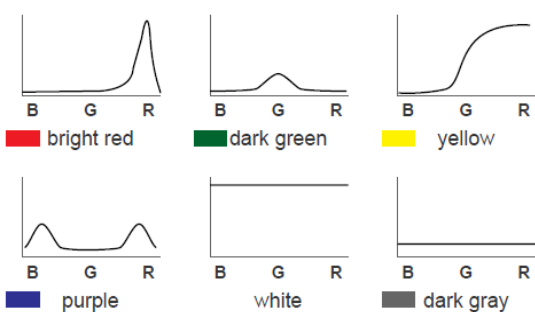 B G R B G R B G R
bright red dark green yellow
B G R B G R B G R
purple white dark gray